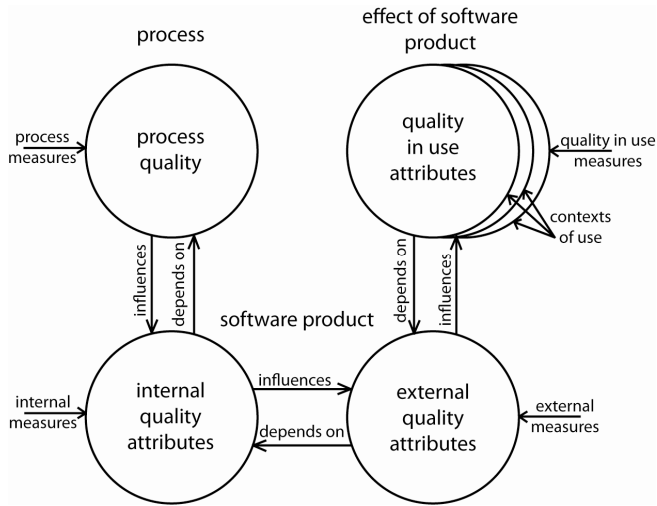 process
effect of software
product
process
measures
process
quality
quality
in use
attributes
quality in use
measures
contexts
of use
influences
depends on
depends on
influences
software product
internal
measures
internal
quality
attributes
influences
depends on
external
quality
attributes
external
measures